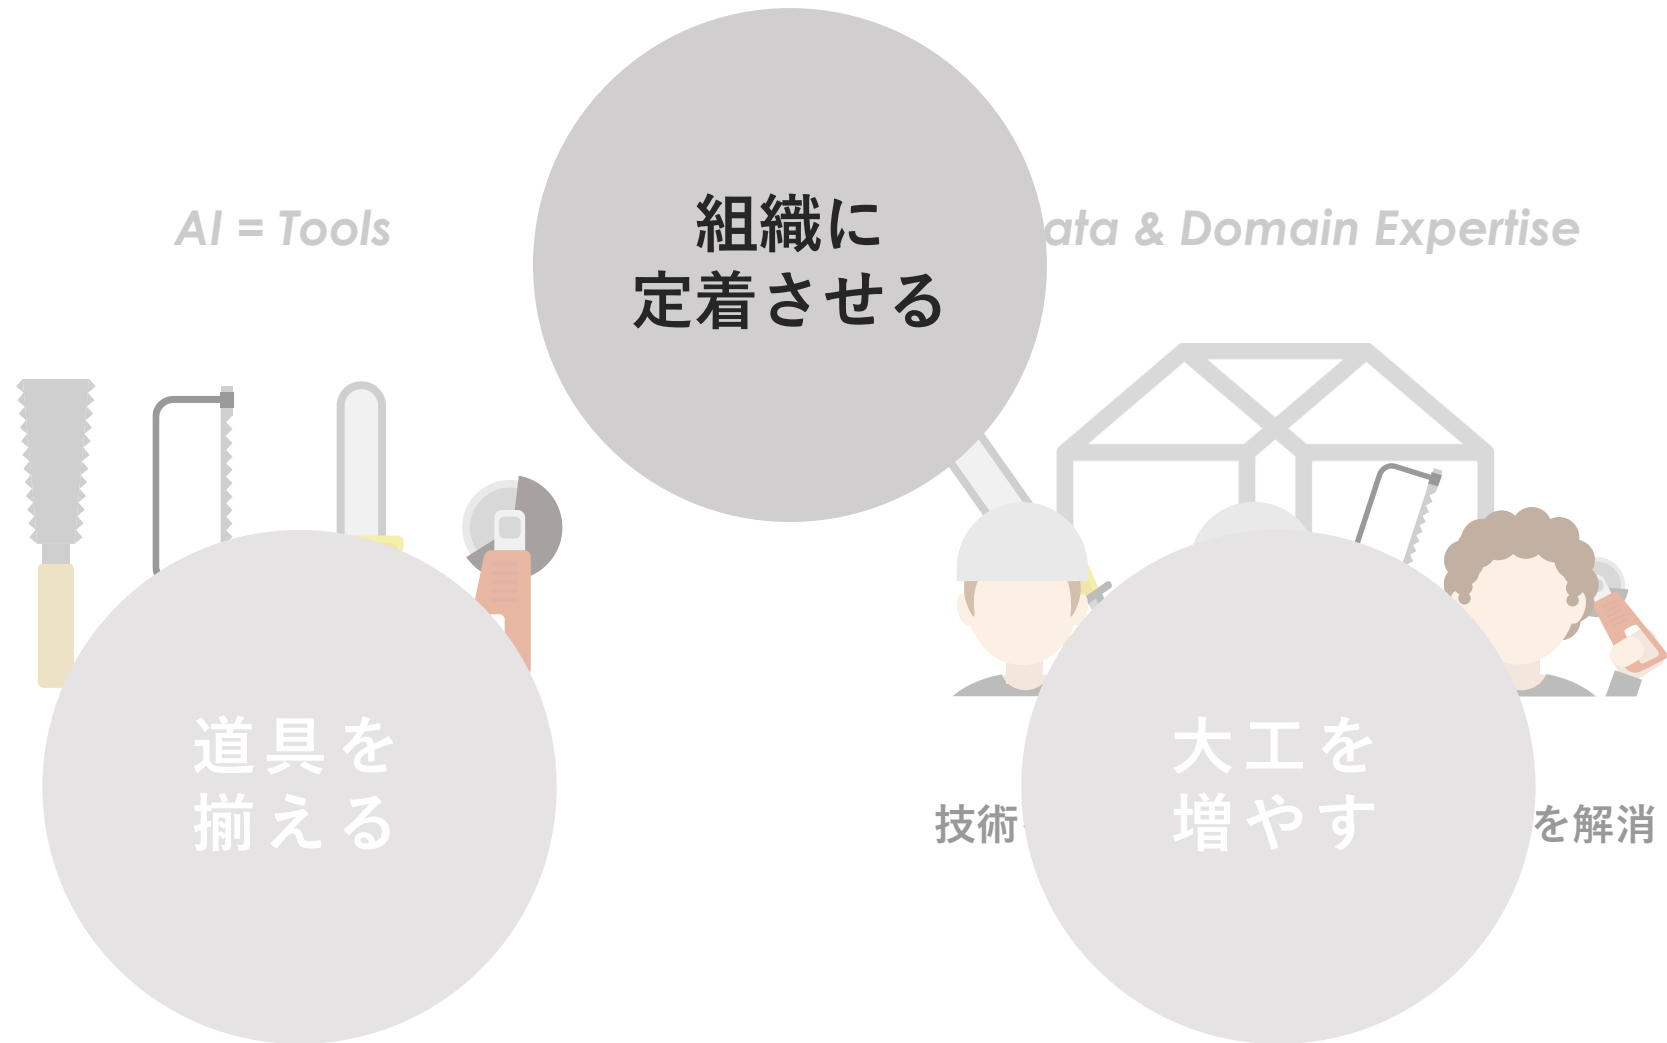 組織に
定着させる
AI = Tools
ata & Domain Expertise
道具を
揃える
大工を
増やす
技術
を解消